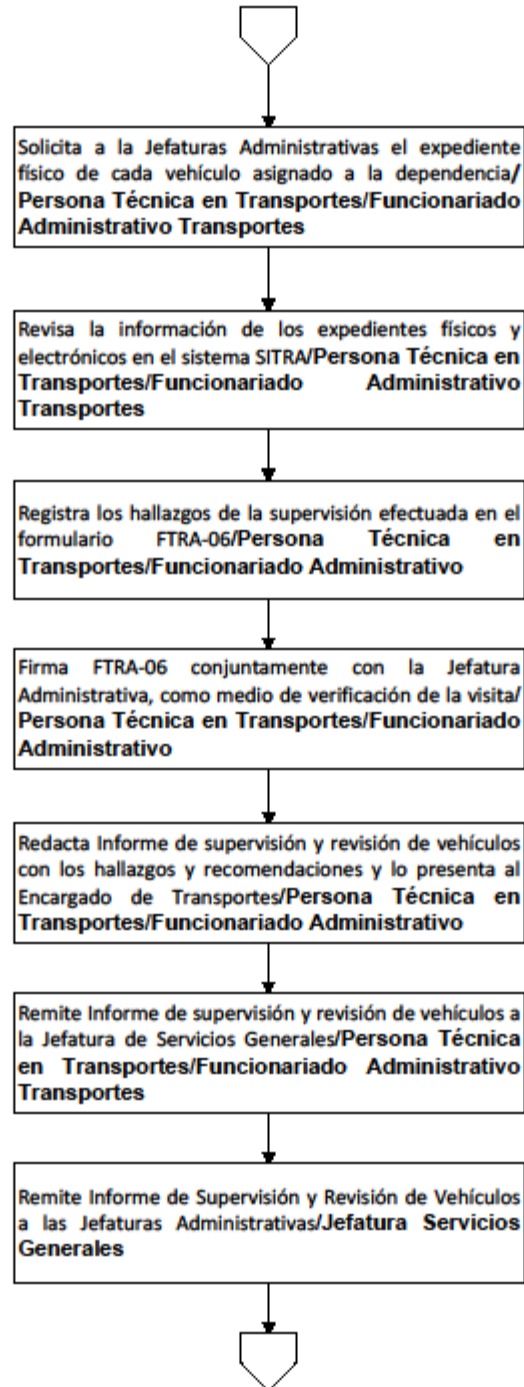 Solicita a la Jefaturas Administrativas el expediente
físico de cada vehículo asignado a la dependencia/
Persona Técnica en Transportes/Funcionariado
Administrativo Transportes
Revisa la información de los expedientes físicos y
electrónicos en el sistema SITRA/Persona Técnica en
Transportes/Funcionariado Administrativo
Transportes
Registra los hallazgos de la supervisión efectuada en el
formulario FTRA-06/Persona Técnica en
Transportes/Funcionariado Administrativo
Firma FTRA-06 conjuntamente con la Jefatura
Administrativa, como medio de verificación de la visita/
Persona Técnica en Transportes/Funcionariado
Administrativo
Redacta Informe de supervisión y revisión de vehículos
con los hallazgos y recomendaciones y lo presenta al
Encargado de Transportes/Persona Técnica en
Transportes/Funcionariado Administrativo
Remite Informe de supervisión y revisión de vehículos a
la Jefatura de Servicios Generales/Persona Técnica
en Transportes/Funcionariado Administrativo
Transportes
Remite Informe de Supervisión y Revisión de Vehículos
a las Jefaturas Administrativas/Jefatura Servicios
Generales